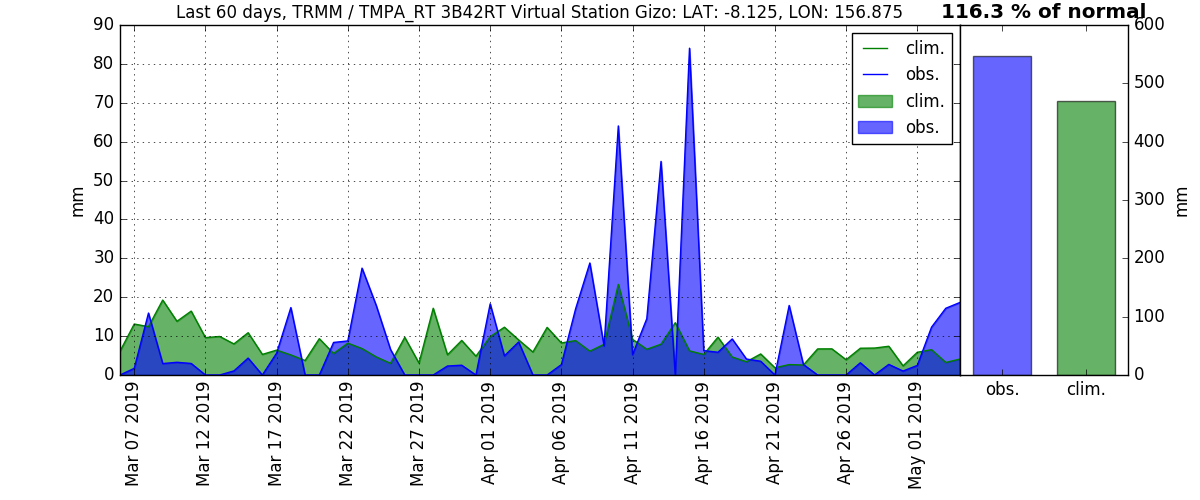 Last 60 days, TRMM / TMPA_RT 3B42RT Virtual Station Gizo: LAT: -8.125, LON: 156.875
116.3 % of normal
90
80
70
60
50
40
30
20
10
0
mm
clim.
obs.
clim.
obs.
Mar 07 2019
Mar 12 2019
Mar 17 2019
Mar 22 2019
Mar 27 2019
Apr 01 2019
Apr 06 2019
Apr 11 2019
Apr 16 2019
Apr 21 2019
Apr 26 2019
May 01 2019
600
500
400
300
200
100
0
mm
obs.
clim.